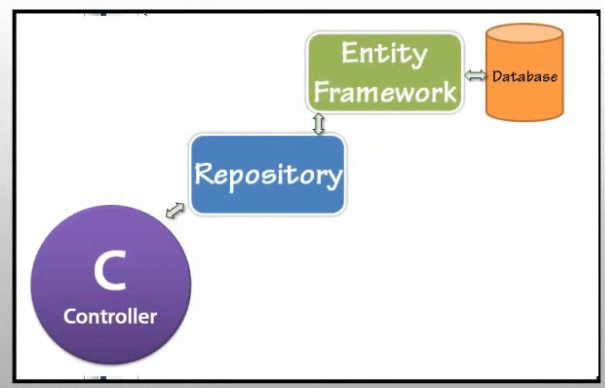 Entity
Framework
Database
Repository
C
Controller